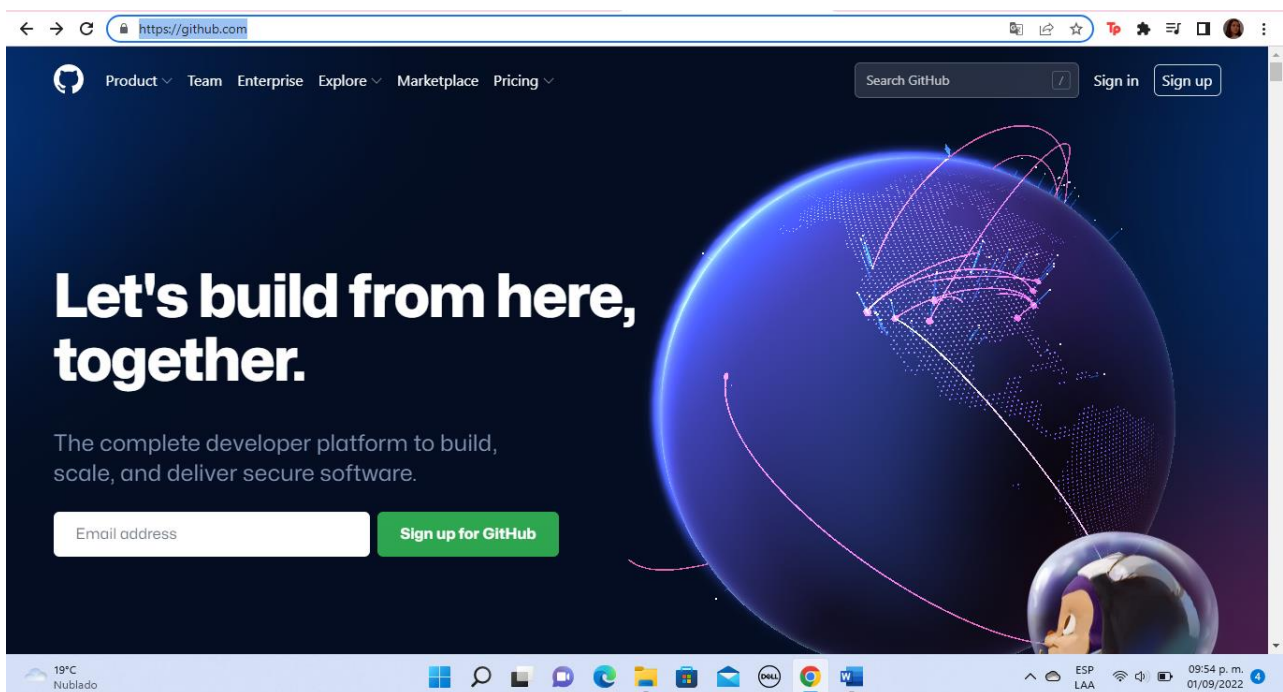 https://github.com
Tp
Product Team Enterprise Explore Marketplace Pricing
Search GitHub /
Sign in Sign up
Let's build from here,
together.
The complete developer platform to build,
scale, and deliver secure software.
Email address
Sign up for GitHub
19°C
Nublado
DELL
W
ESP
LAA
09:54 p. m.
01/09/2022
4